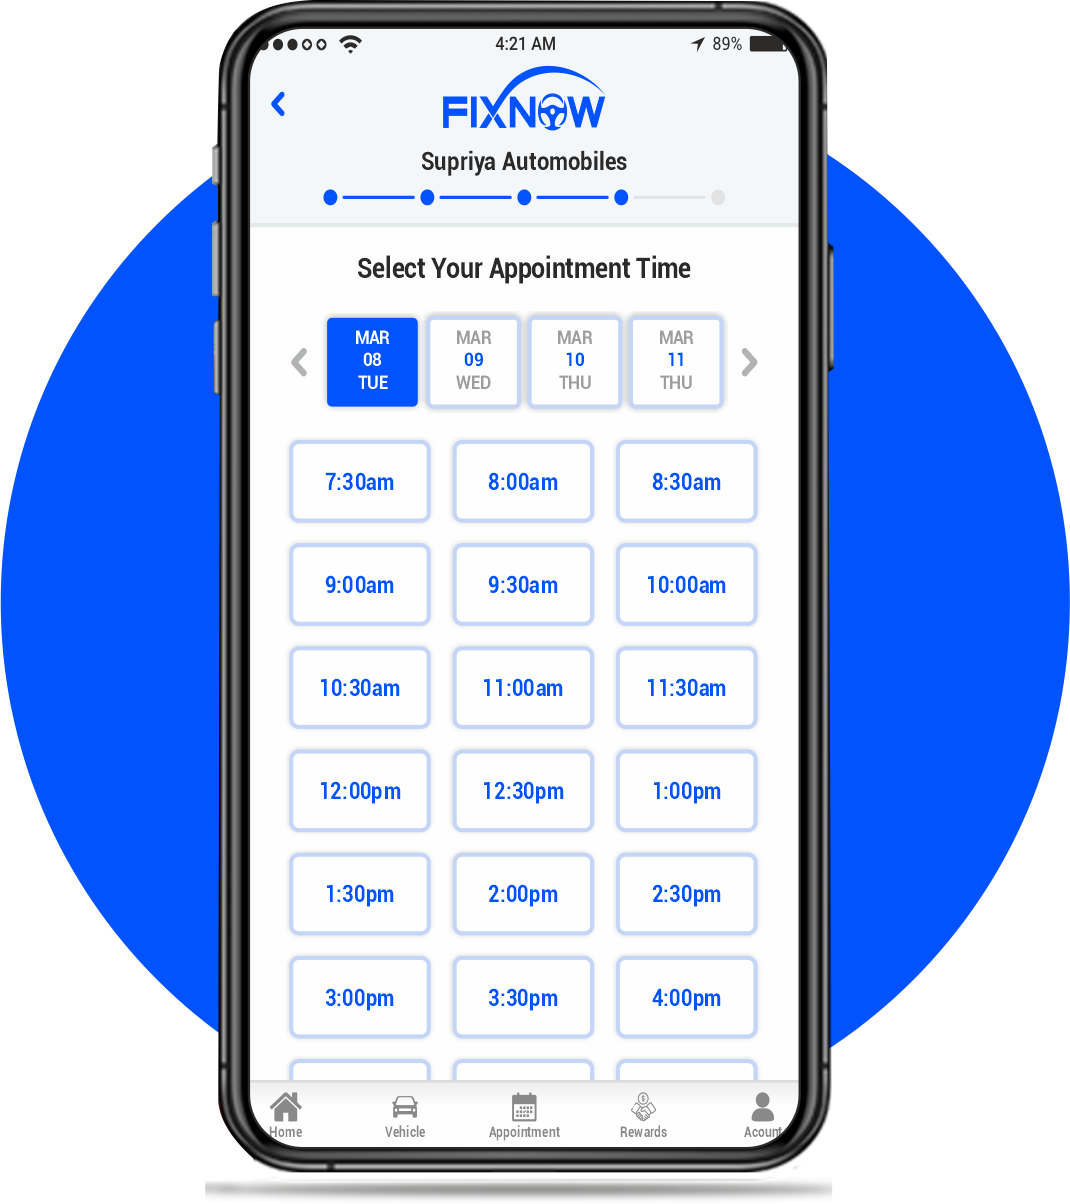 4:21 AM 89%
FIXNOW
Supriya Automobiles
Select Your Appointment Time
MAR MAR MAR MAR
08 09 10 11
TUE WED THU THU
7:30am 8:00am 8:30am
9:00am 9:30am 10:00am
10:30am 11:00am 11:30am
12:00pm 12:30pm 1:00pm
1:30pm 2:00pm 2:30pm
3:00pm 3:30pm 4:00pm
Home Vehicle Appointment Rewards Acount